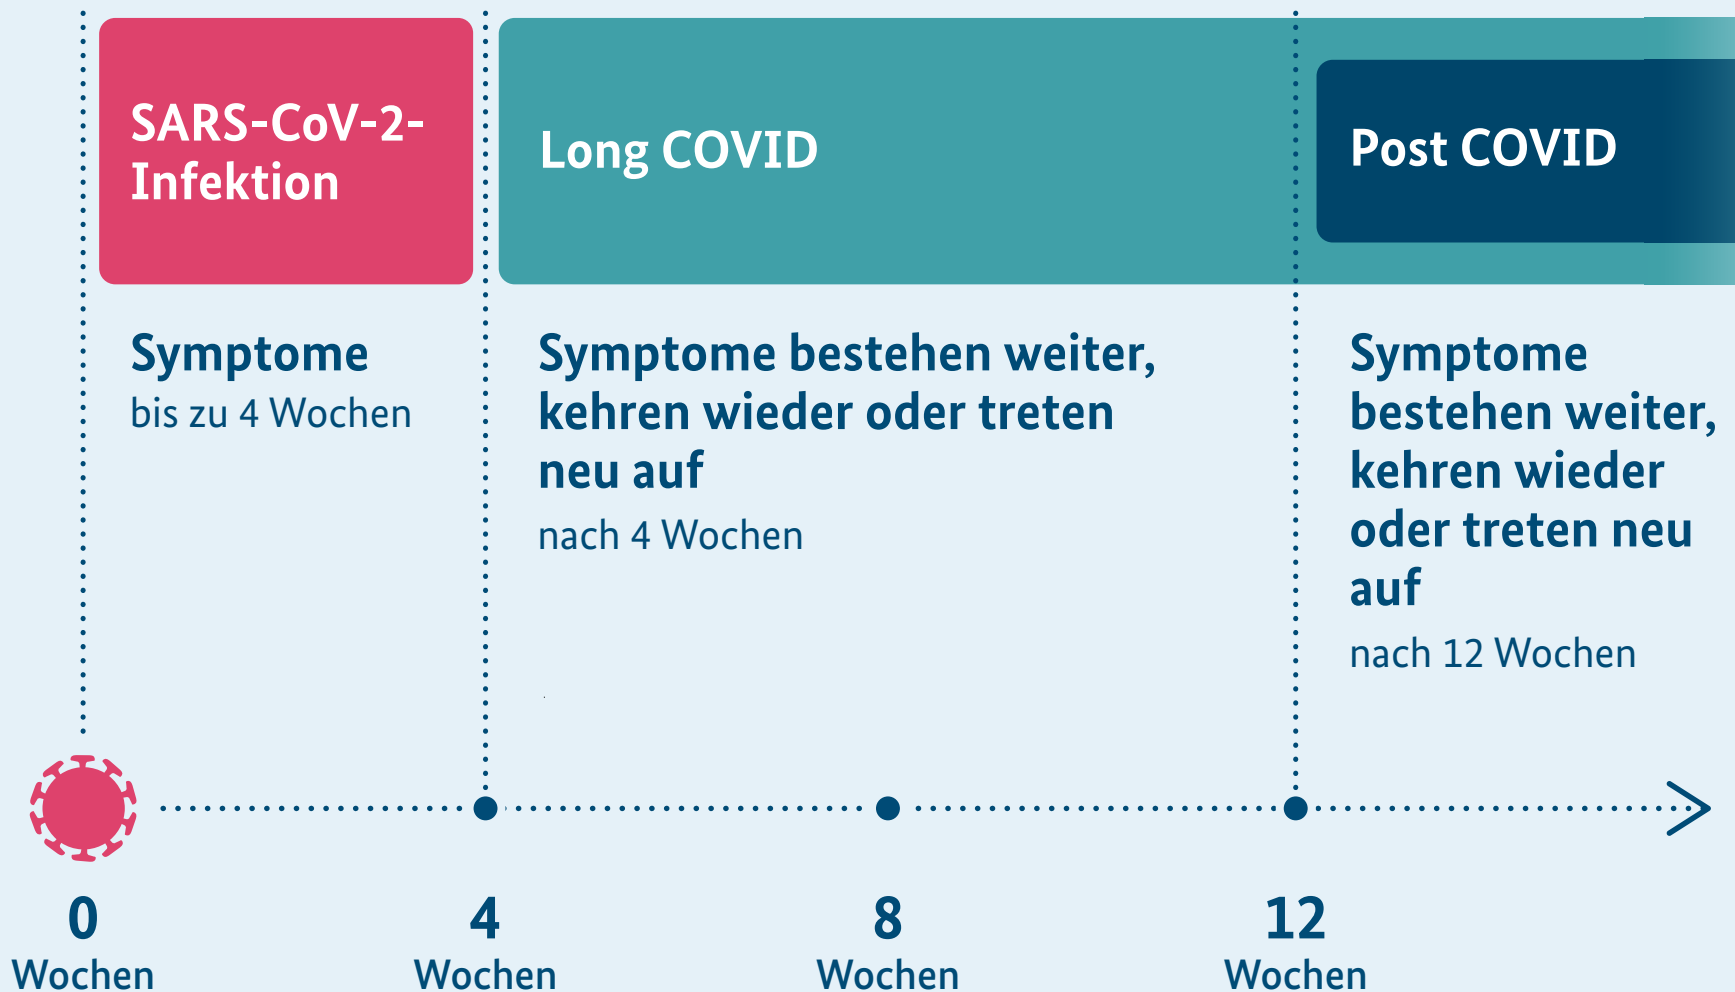 SARS-CoV-2-
Infektion
Long COVID
Post COVID
Symptome
bis zu 4 Wochen
Symptome bestehen weiter,
kehren wieder oder treten
neu auf
nach 4 Wochen
Symptome
bestehen weiter,
kehren wieder
oder treten neu
auf
nach 12 Wochen
0
Wochen
4
Wochen
8
Wochen
12
Wochen